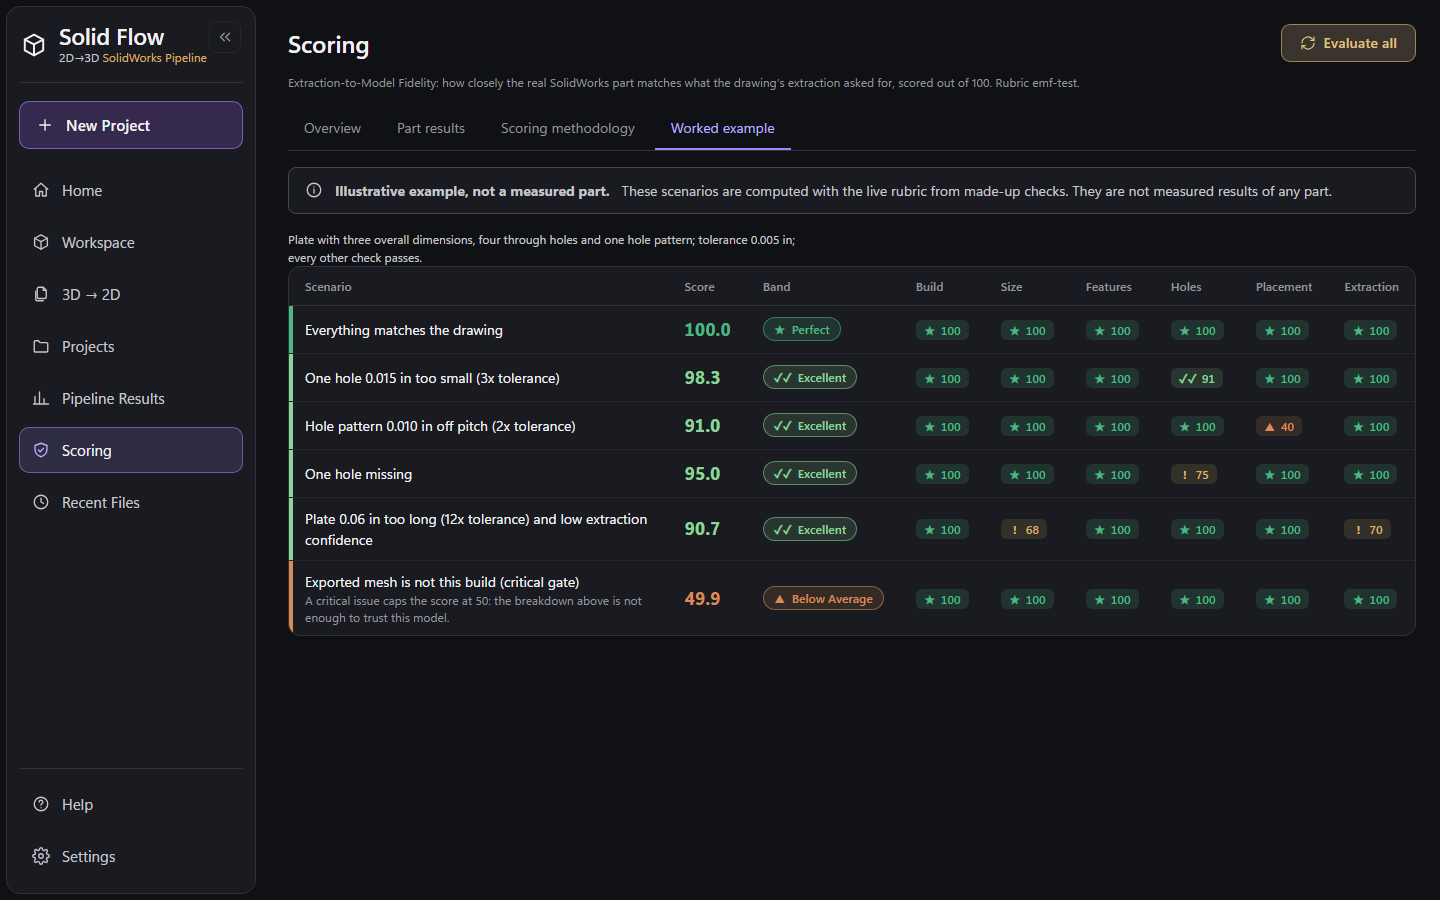 Solid Flow
2D→3D SolidWorks Pipeline
New Project
Home
Workspace
3D → 2D
Projects
Pipeline Results
Scoring
Recent Files
Help
Settings
Scoring
Evaluate all
Extraction-to-Model Fidelity: how closely the real SolidWorks part matches what the drawing's extraction asked for, scored out of 100. Rubric emf-test.
Overview Part results Scoring methodology Worked example
Illustrative example, not a measured part. These scenarios are computed with the live rubric from made-up checks. They are not measured results of any part.
Plate with three overall dimensions, four through holes and one hole pattern; tolerance 0.005 in;
every other check passes.
Scenario Score Band Build Size Features Holes Placement Extraction
Everything matches the drawing 100.0 ★ Perfect ★ 100 ★ 100 ★ 100 ★ 100 ★ 100 ★ 100
One hole 0.015 in too small (3x tolerance) 98.3 ✓✓ Excellent ★ 100 ★ 100 ★ 100 ✓✓ 91 ★ 100 ★ 100
Hole pattern 0.010 in off pitch (2x tolerance) 91.0 ✓✓ Excellent ★ 100 ★ 100 ★ 100 ★ 100 ▲ 40 ★ 100
One hole missing 95.0 ✓✓ Excellent ★ 100 ★ 100 ★ 100 ! 75 ★ 100 ★ 100
Plate 0.06 in too long (12x tolerance) and low extraction
confidence 90.7 ✓✓ Excellent ★ 100 ! 68 ★ 100 ★ 100 ★ 100 ! 70
Exported mesh is not this build (critical gate)
A critical issue caps the score at 50: the breakdown above is not
enough to trust this model. 49.9 ▲ Below Average ★ 100 ★ 100 ★ 100 ★ 100 ★ 100 ★ 100